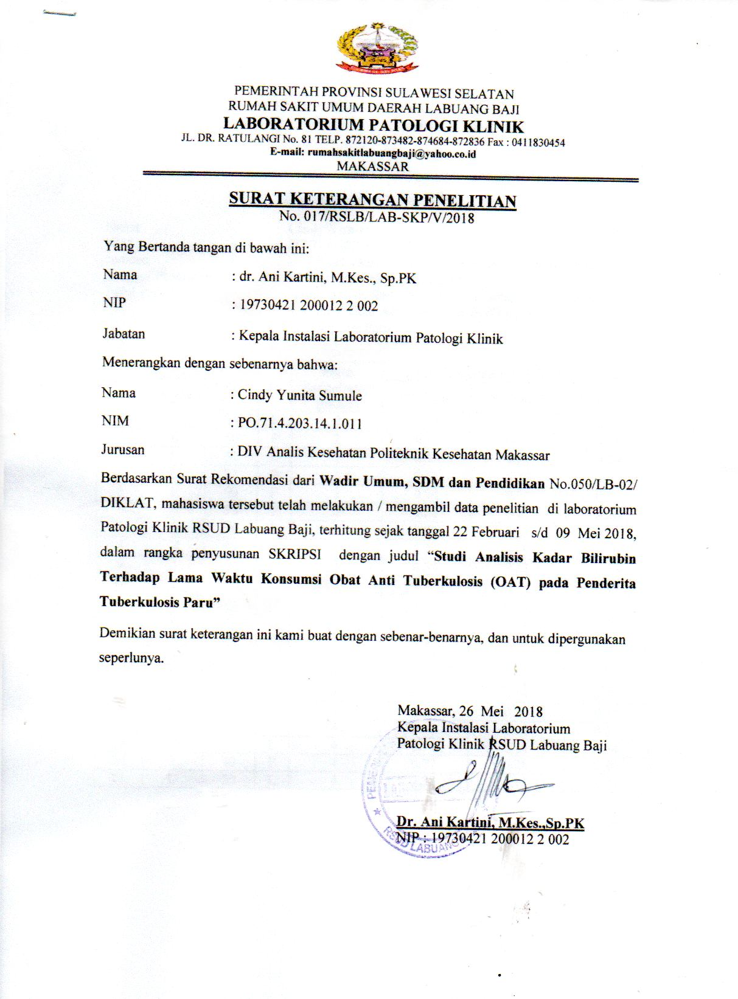 PEMERINTAH PROVINSI SULAWESI SELATAN
RUMAH SAKIT UMUM DAERAH LABUANG BAJI
LABORATORIUM PATOLOGI KLINIK
JL. DR. RATULANGI No. 81 TELP. 872120-873482-874684-872836 Fax : 0411830454
E-mail: rumahsakitlabuangbaji@yahoo.co.id
MAKASSAR
SURAT KETERANGAN PENELITIAN
No. 017/RSLB/LAB-SKP/V/2018
Yang Bertanda tangan di bawah ini:
Nama : dr. Ani Kartini, M.Kes., Sp.PK
NIP : 19730421 200012 2 002
Jabatan : Kepala Instalasi Laboratorium Patologi Klinik
Menerangkan dengan sebenarnya bahwa:
Nama : Cindy Yunita Sumule
NIM : PO.71.4.203.14.1.011
Jurusan : DIV Analis Kesehatan Politeknik Kesehatan Makassar
Berdasarkan Surat Rekomendasi dari Wadir Umum, SDM dan Pendidikan No.050/LB-02/
DIKLAT, mahasiswa tersebut telah melakukan / mengambil data penelitian di laboratorium
Patologi Klinik RSUD Labuang Baji, terhitung sejak tanggal 22 Februari s/d 09 Mei 2018,
dalam rangka penyusunan SKRIPSI dengan judul “Studi Analisis Kadar Bilirubin
Terhadap Lama Waktu Konsumsi Obat Anti Tuberkulosis (OAT) pada Penderita
Tuberkulosis Paru”
Demikian surat keterangan ini kami buat dengan sebenar-benarnya, dan untuk dipergunakan
seperlunya.
Makassar, 26 Mei 2018
Kepala Instalasi Laboratorium
Patologi Klinik RSUD Labuang Baji
Dr. Ani Kartini, M.Kes.,Sp.PK
NIP : 19730421 200012 2 002
RSUD LABUANG